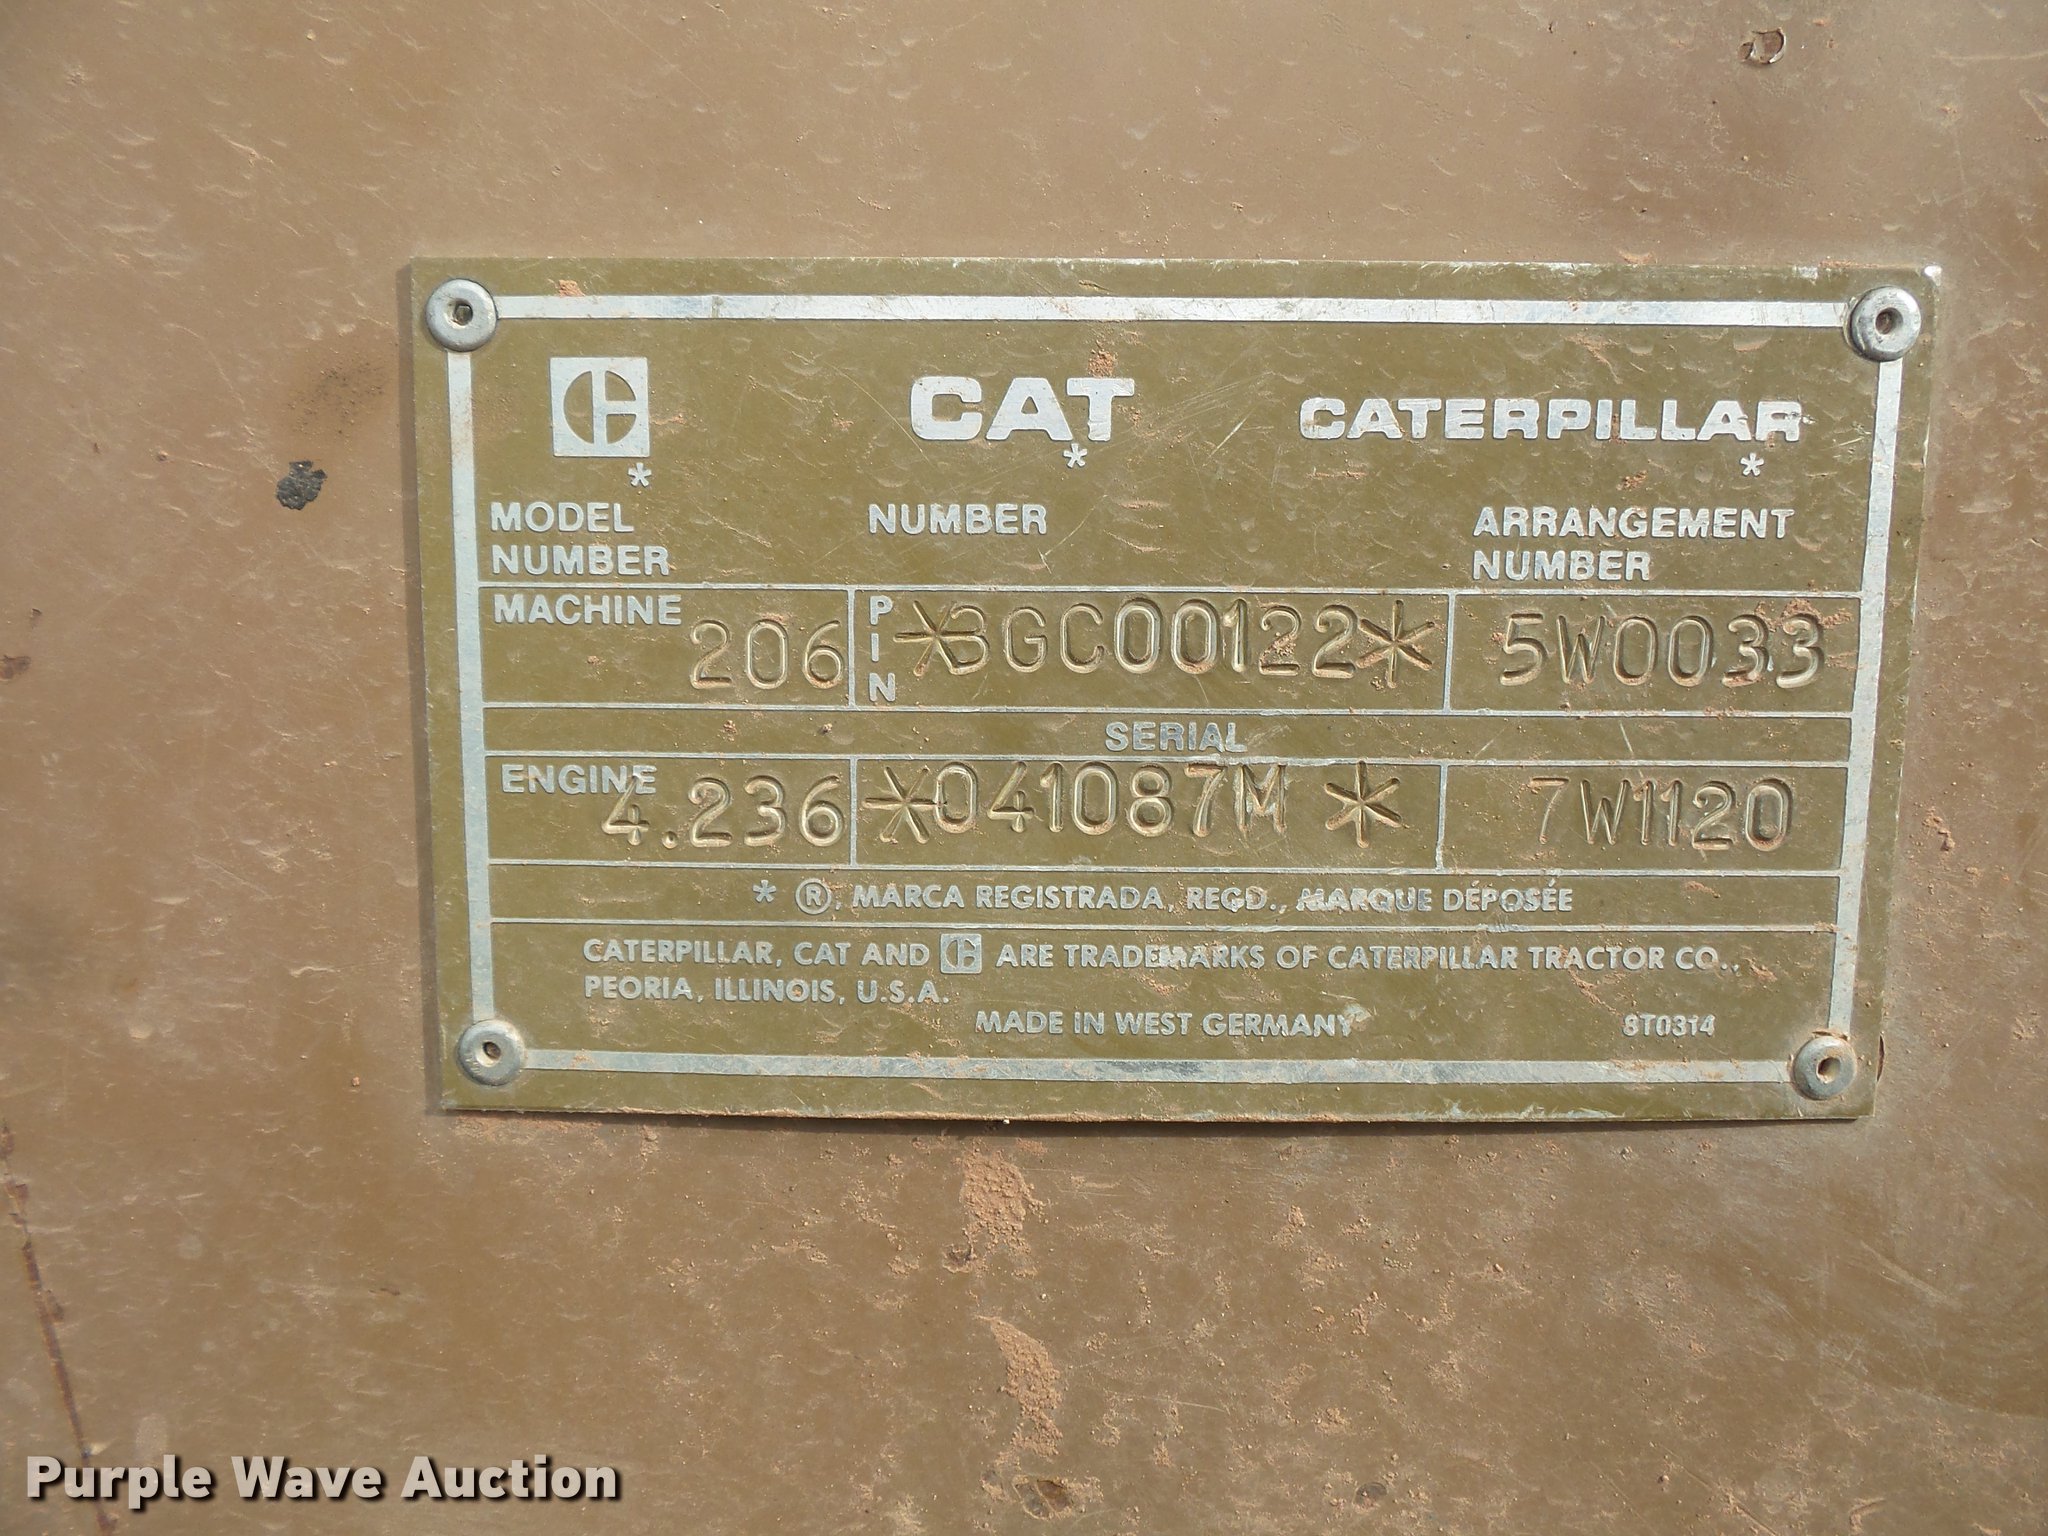 CAT CATERPILLAR
* * *
MODEL NUMBER
NUMBER
ARRANGEMENT NUMBER
MACHINE 206 PIN *3GC00122* 5W0033
SERIAL
ENGINE 4.236 *041087M * 7W1120
* ®, MARCA REGISTRADA, REGD., MARQUE DÉPOSÉE
CATERPILLAR, CAT AND C ARE TRADEMARKS OF CATERPILLAR TRACTOR CO.,
PEORIA, ILLINOIS, U.S.A.
MADE IN WEST GERMANY 8T0314
Purple Wave Auction